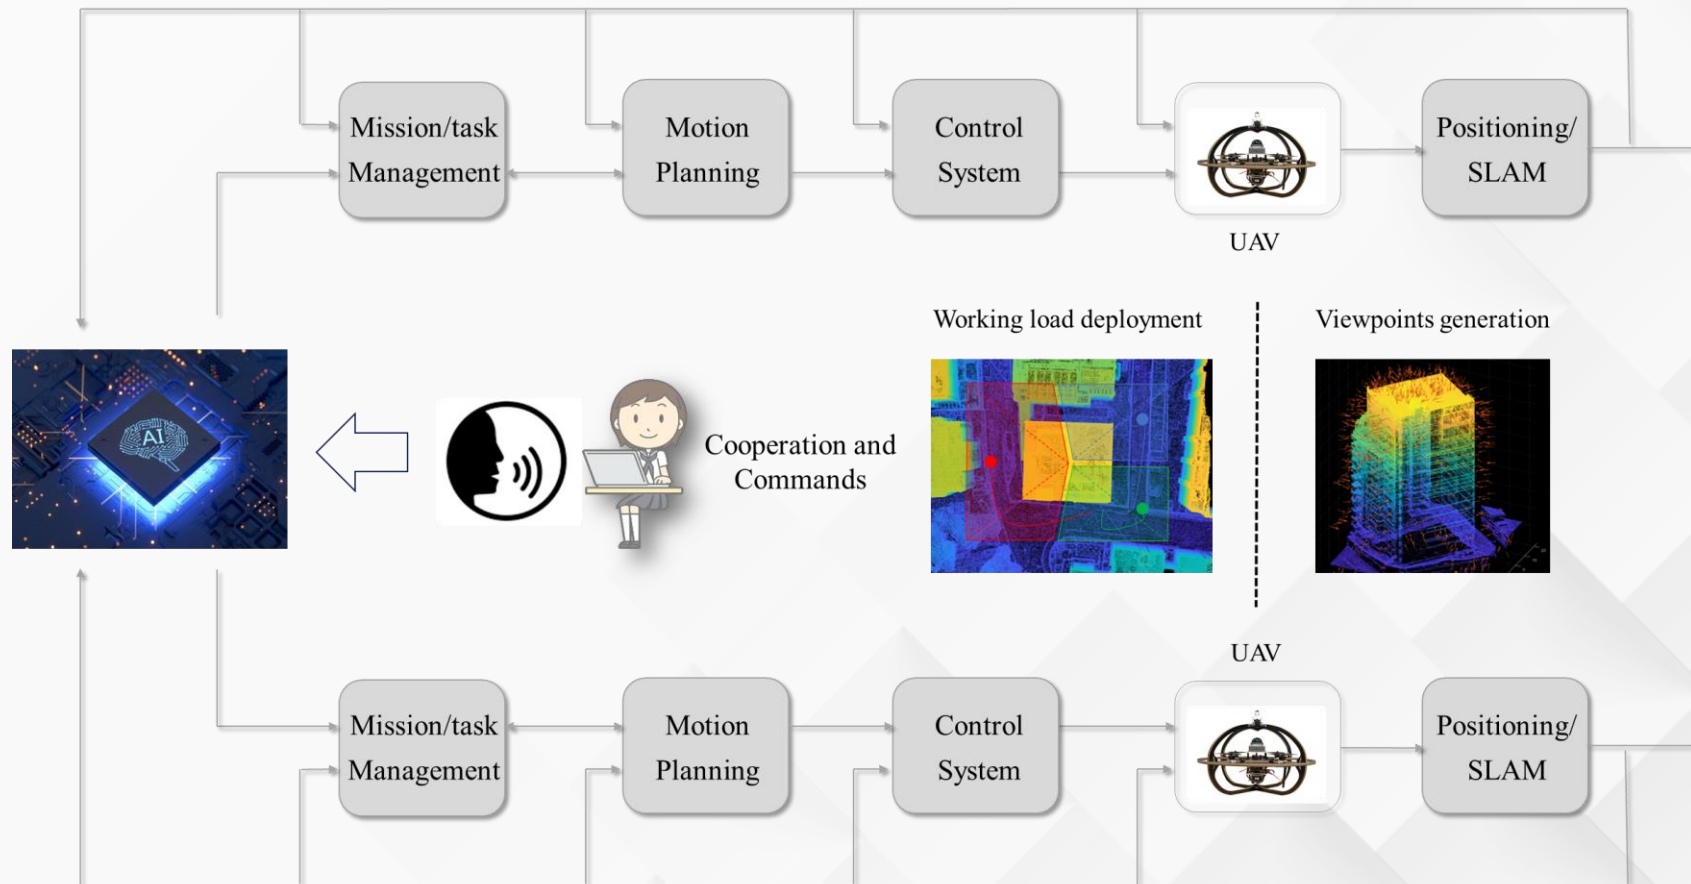 Mission/task
Management
Motion
Planning
Control
System
Positioning/
SLAM
UAV
Working load deployment
Viewpoints generation
AI
Cooperation and
Commands
UAV
Mission/task
Management
Motion
Planning
Control
System
Positioning/
SLAM